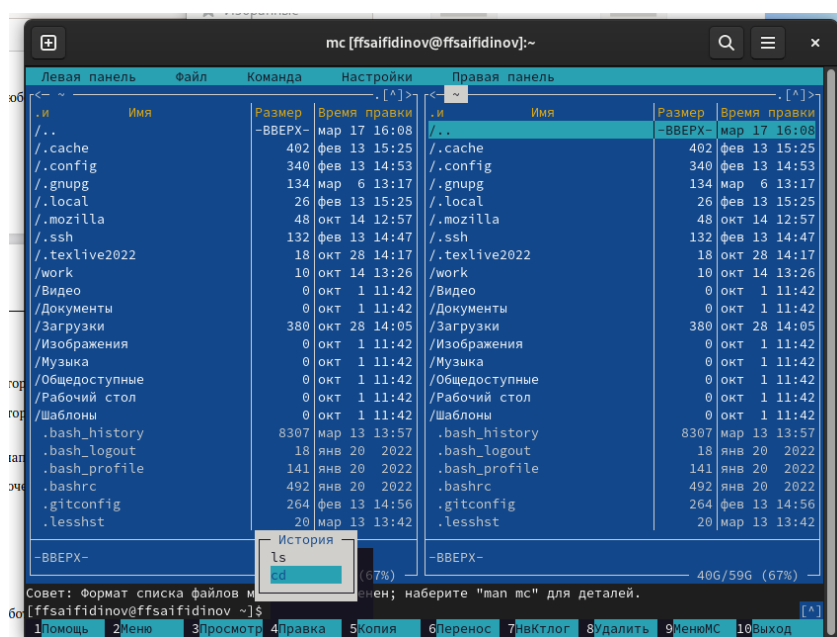 Избранные
mc [ffsaifidinov@ffsaifidinov]:~
Левая панель Файл Команда Настройки Правая панель
<— ~ .[^]> <— ~ .[^]>
.и Имя Размер Время правки .и Имя Размер Время правки
/.. -ВВЕРХ- мар 17 16:08 /.. -ВВЕРХ- мар 17 16:08
/.cache 402 фев 13 15:25 /.cache 402 фев 13 15:25
/.config 340 фев 13 14:53 /.config 340 фев 13 14:53
/.gnupg 134 мар 6 13:17 /.gnupg 134 мар 6 13:17
/.local 26 фев 13 15:25 /.local 26 фев 13 15:25
/.mozilla 48 окт 14 12:57 /.mozilla 48 окт 14 12:57
/.ssh 132 фев 13 14:47 /.ssh 132 фев 13 14:47
/.texlive2022 18 окт 28 14:17 /.texlive2022 18 окт 28 14:17
/work 10 окт 14 13:26 /work 10 окт 14 13:26
/Видео 0 окт 1 11:42 /Видео 0 окт 1 11:42
/Документы 0 окт 1 11:42 /Документы 0 окт 1 11:42
/Загрузки 380 окт 28 14:05 /Загрузки 380 окт 28 14:05
/Изображения 0 окт 1 11:42 /Изображения 0 окт 1 11:42
/Музыка 0 окт 1 11:42 /Музыка 0 окт 1 11:42
/Общедоступные 0 окт 1 11:42 /Общедоступные 0 окт 1 11:42
/Рабочий стол 0 окт 1 11:42 /Рабочий стол 0 окт 1 11:42
/Шаблоны 0 окт 1 11:42 /Шаблоны 0 окт 1 11:42
.bash_history 8307 мар 13 13:57 .bash_history 8307 мар 13 13:57
.bash_logout 18 янв 20 2022 .bash_logout 18 янв 20 2022
.bash_profile 141 янв 20 2022 .bash_profile 141 янв 20 2022
.bashrc 492 янв 20 2022 .bashrc 492 янв 20 2022
.gitconfig 264 фев 13 14:56 .gitconfig 264 фев 13 14:56
.lesshst 20 мар 13 13:42 .lesshst 20 мар 13 13:42
История
-ВВЕРХ- ls -ВВЕРХ-
cd (67%) 40G/59G (67%)
Совет: Формат списка файлов м ен; наберите "man mc" для деталей.
[ffsaifidinov@ffsaifidinov ~]$ [^]
1Помощь 2Меню 3Просмотр 4Правка 5Копия 6Перенос 7НвКтлог 8Удалить 9МенюMC 10Выход